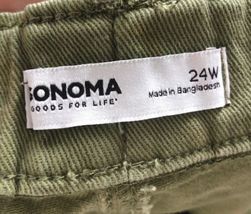 SONOMA
GOODS FOR LIFE
24W
Made in Bangladesh